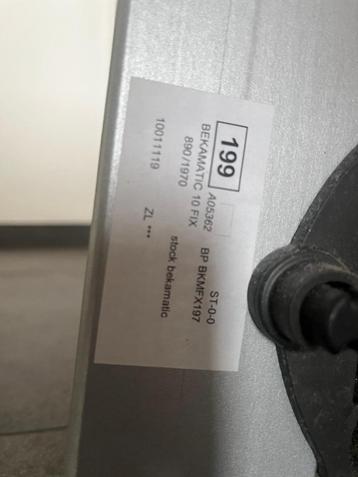 199 A05362 ST-0-0
BEKAMATIC 10 FIX BP BKMFX197
890/1970
stock bekamatic
10011119 ZL ***